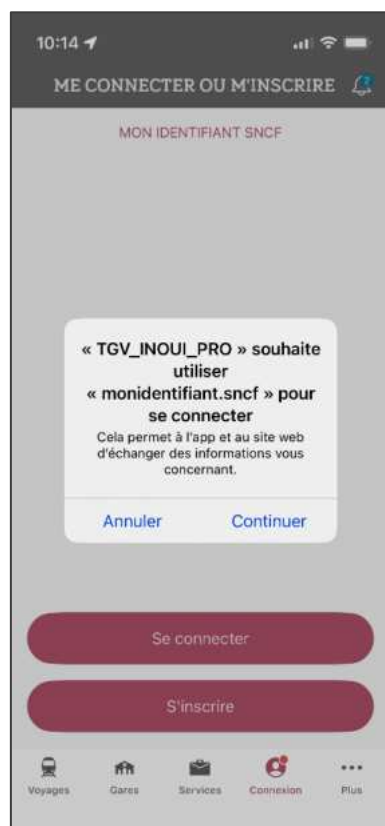 10:14
ME CONNECTER OU M'INSCRIRE
2
MON IDENTIFIANT SNCF
« TGV_INOUI_PRO » souhaite
utiliser
« monidentifiant.sncf » pour
se connecter
Cela permet à l'app et au site web
d'échanger des informations vous
concernant.
Annuler Continuer
Se connecter
S'inscrire
Voyages Gares Services Connexion Plus